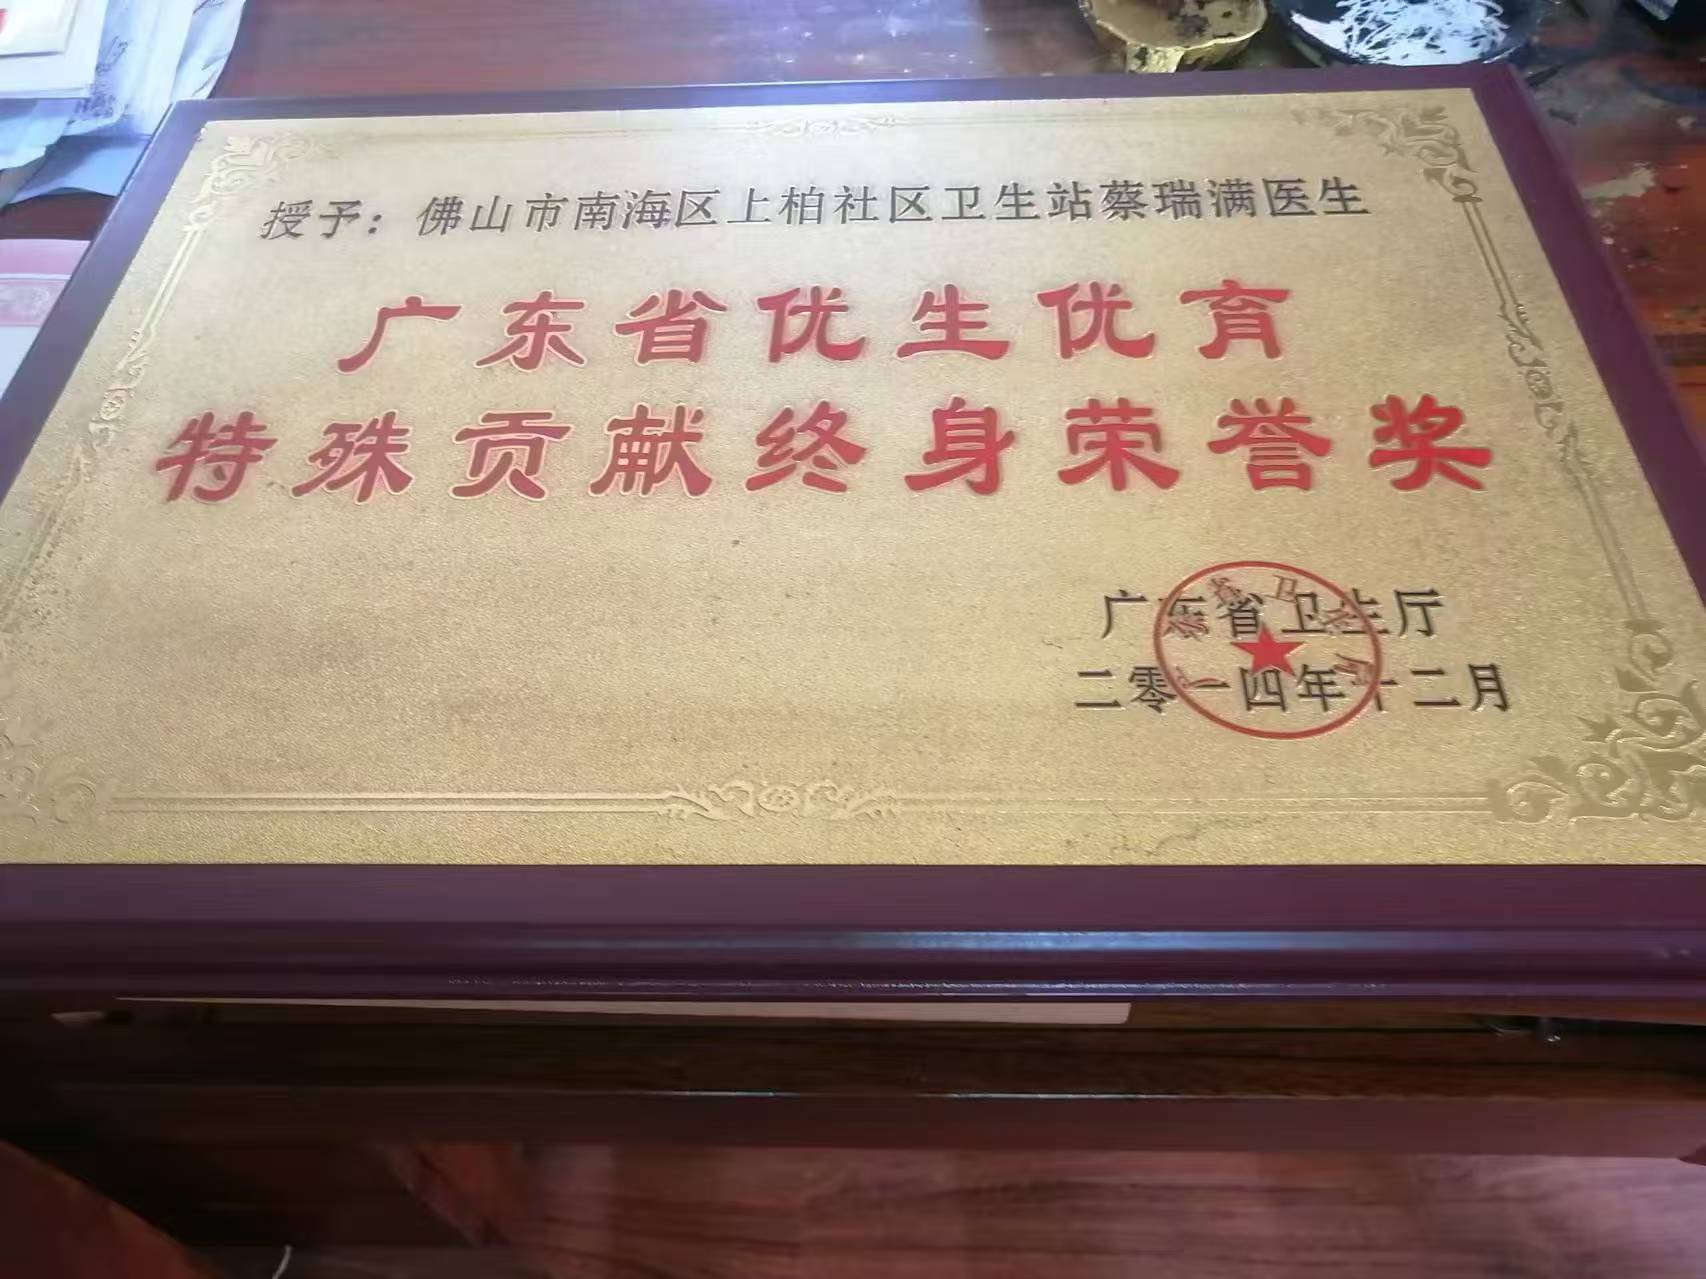 授予：佛山市南海区上柏社区卫生站蔡瑞满医生
广东省优生优育
特殊贡献终身荣誉奖
广东省卫生厅
二零一四年十二月